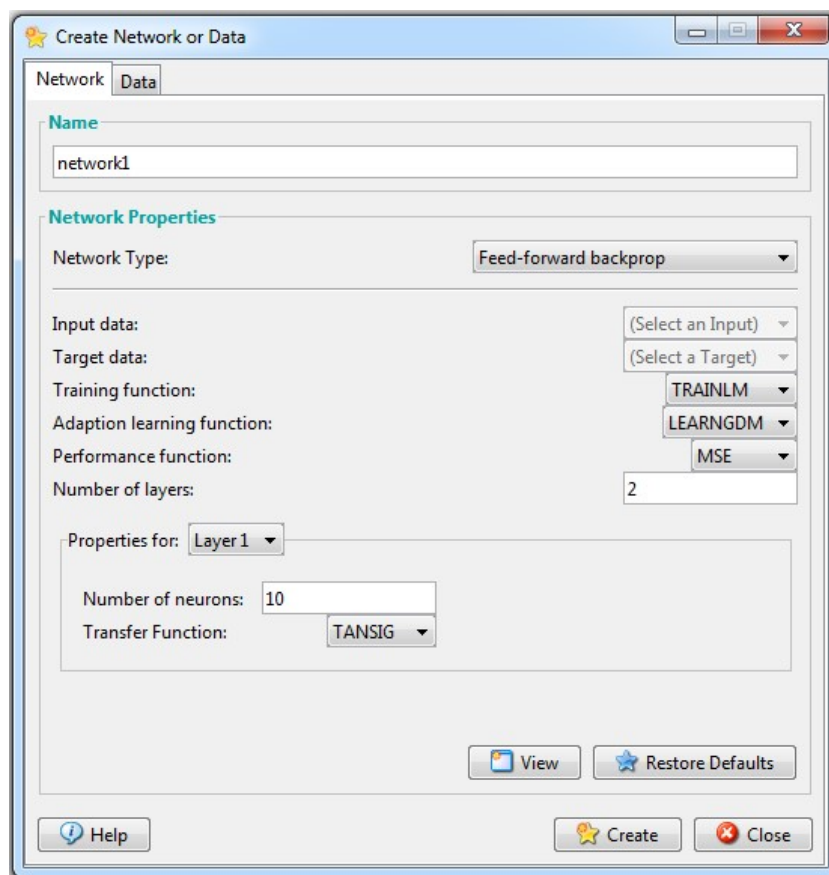 Create Network or Data
Network Data
Name
network1
Network Properties
Network Type: Feed-forward backprop
Input data: (Select an Input)
Target data: (Select a Target)
Training function: TRAINLM
Adaption learning function: LEARNGDM
Performance function: MSE
Number of layers: 2
Properties for: Layer 1
Number of neurons: 10
Transfer Function: TANSIG
View Restore Defaults
Help Create Close